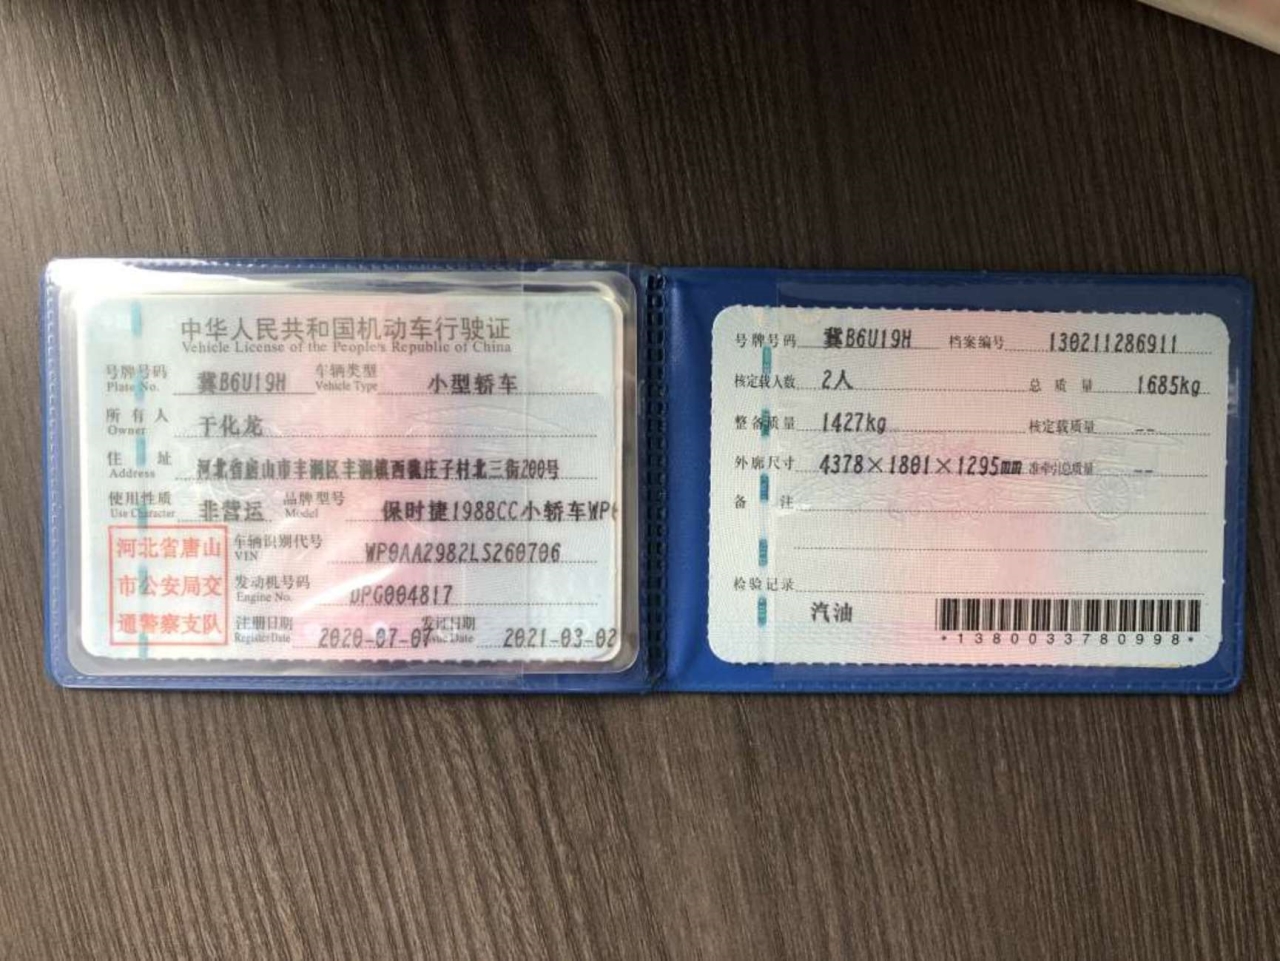 中华人民共和国机动车行驶证
Vehicle License of the People's Republic of China
号牌号码 Plate No. 冀B6U19H 车辆类型 Vehicle Type 小型轿车
所有人 Owner 于化龙
住址 Address 河北省唐山市丰润区丰润镇西魏庄子村北三街200号
使用性质 Use Character 非营运 品牌型号 Model 保时捷1988CC小轿车WP
河北省唐山市公安局交通警察支队
车辆识别代号 VIN WP0AA2982LS260706
发动机号码 Engine No. DPG004817
注册日期 Register Date 2020-07-07 发证日期 Issue Date 2021-03-02
号牌号码 冀B6U19H 档案编号 130211286911
核定载人数 2人 总质量 1685kg
整备质量 1427kg 核定载质量 --
外廓尺寸 4378×1801×1295mm 准牵引总质量 --
备注
检验记录
汽油
*1380033780998*